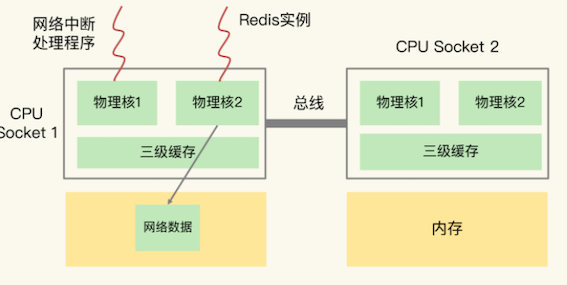 网络中断
处理程序
Redis实例
CPU Socket 2
CPU
Socket 1
物理核1
物理核2
总线
物理核1
物理核2
三级缓存
三级缓存
网络数据
内存